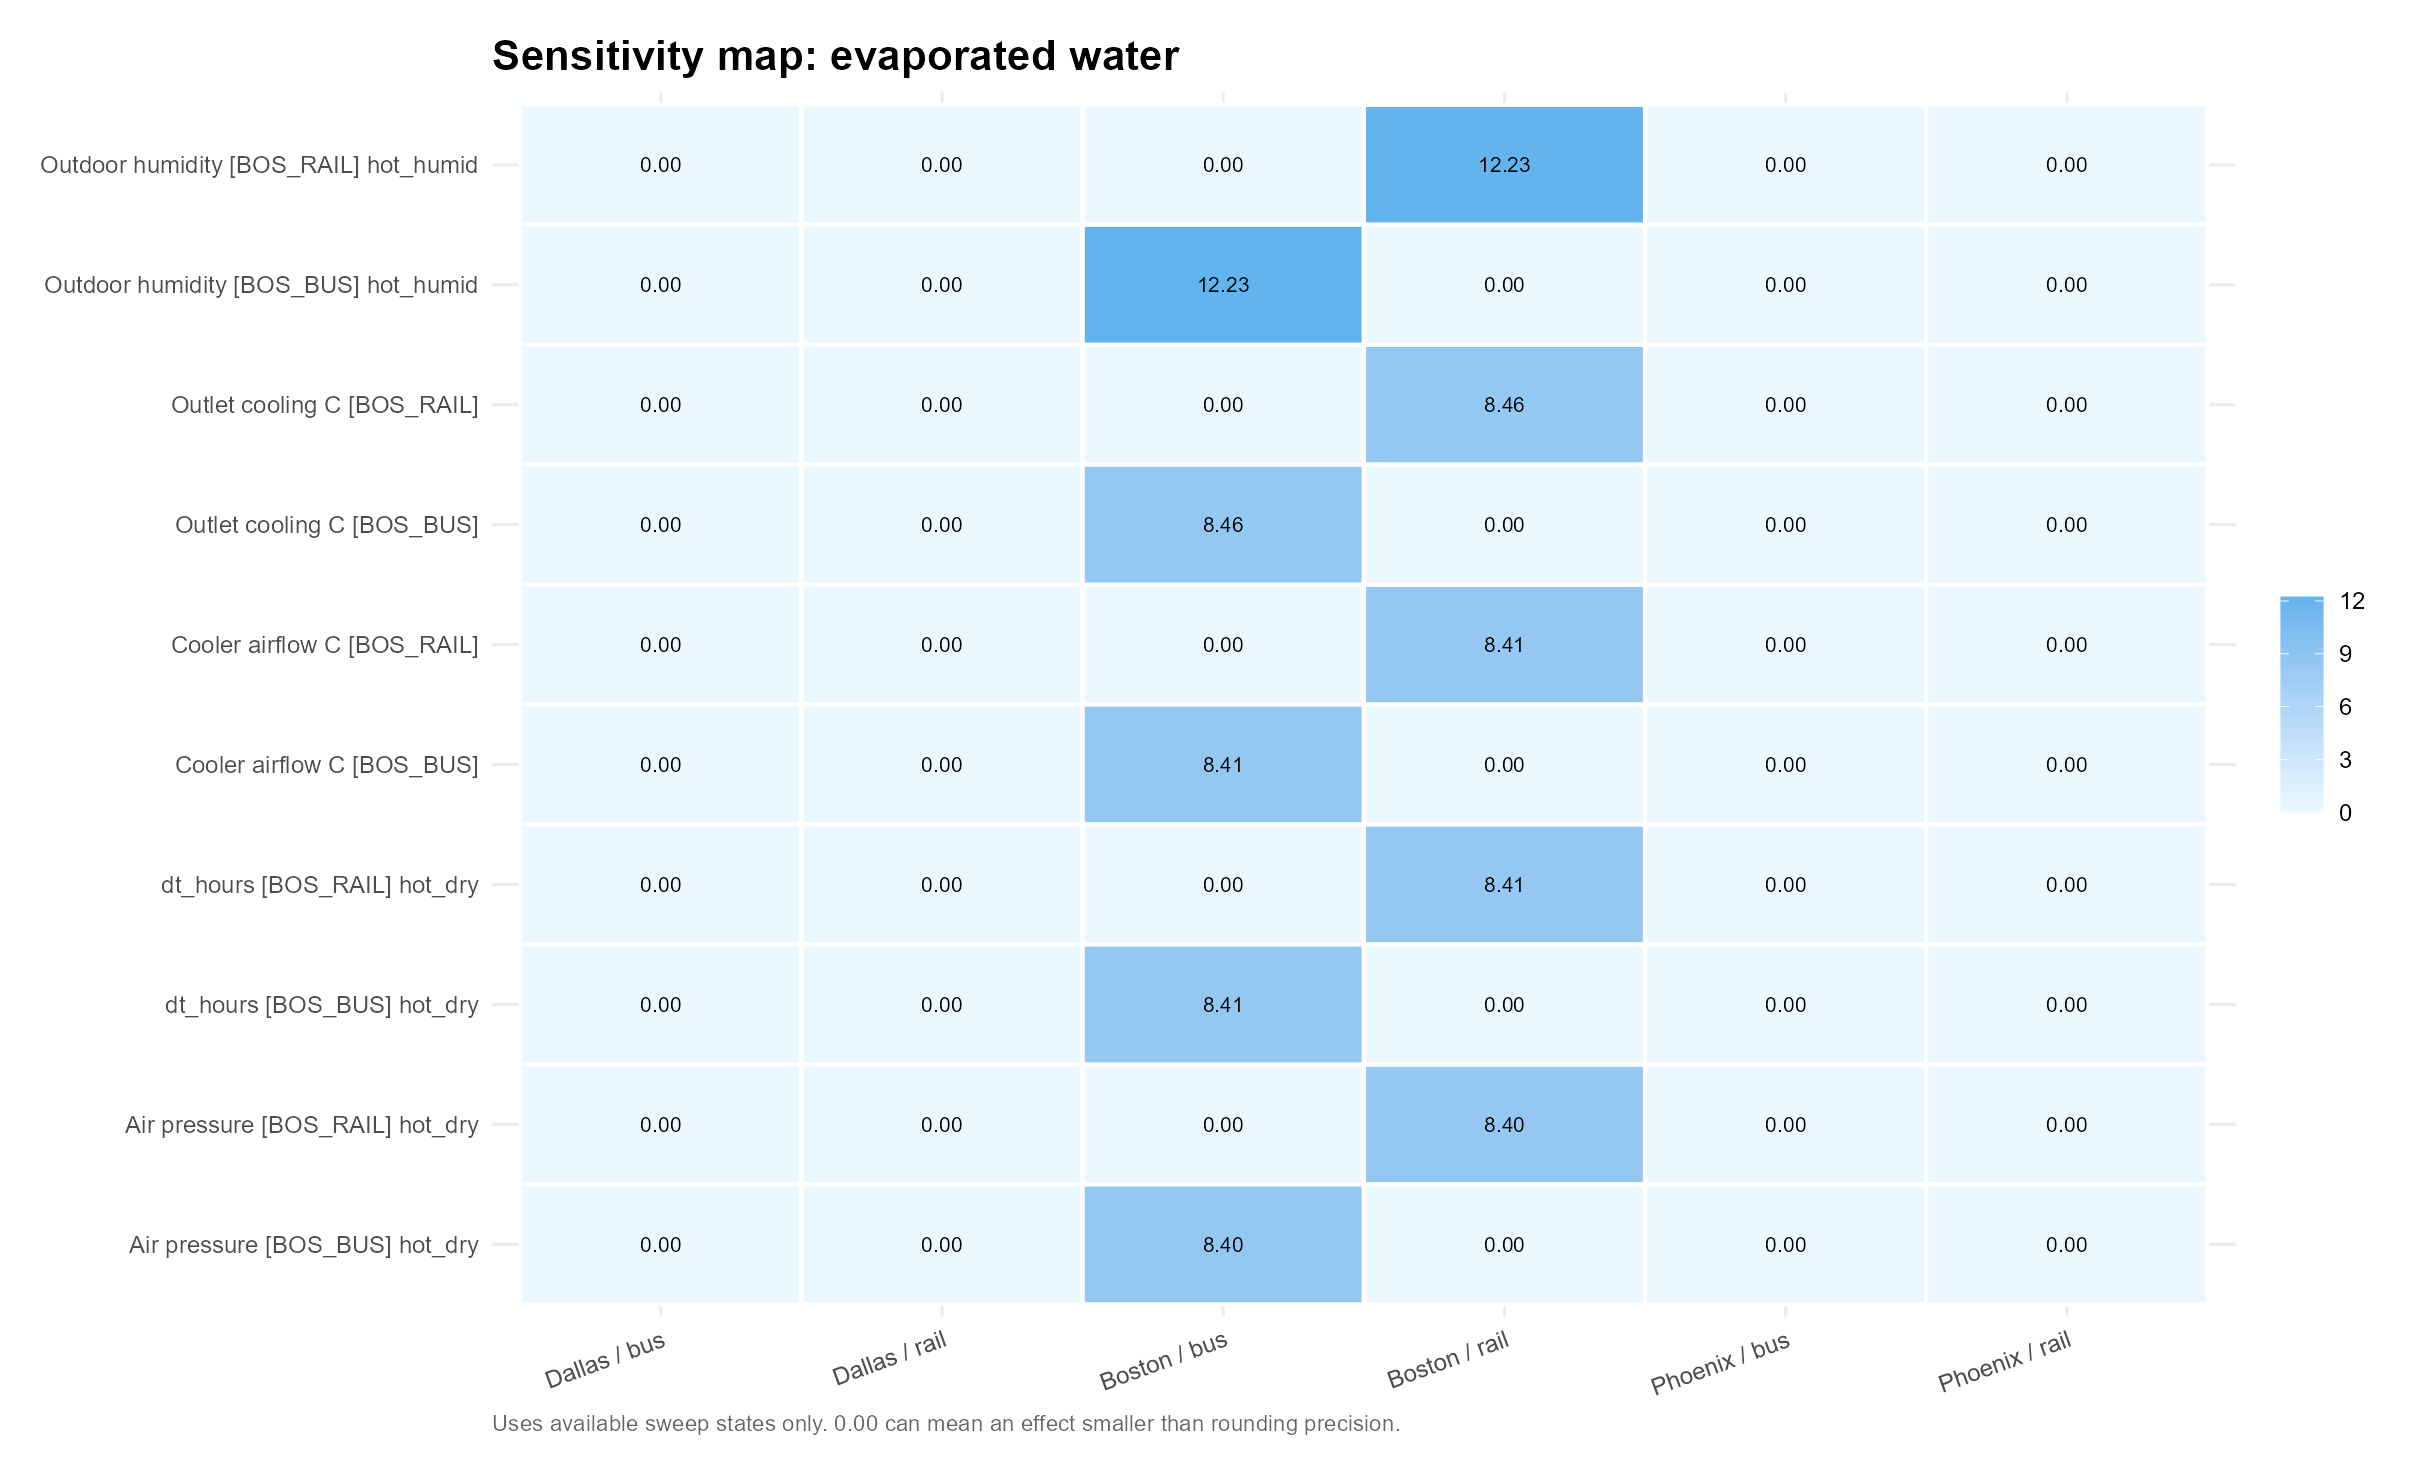 Sensitivity map: evaporated water
Outdoor humidity [BOS_RAIL] hot_humid 0.00 0.00 0.00 12.23 0.00 0.00
Outdoor humidity [BOS_BUS] hot_humid 0.00 0.00 12.23 0.00 0.00 0.00
Outlet cooling C [BOS_RAIL] 0.00 0.00 0.00 8.46 0.00 0.00
Outlet cooling C [BOS_BUS] 0.00 0.00 8.46 0.00 0.00 0.00
Cooler airflow C [BOS_RAIL] 0.00 0.00 0.00 8.41 0.00 0.00
Cooler airflow C [BOS_BUS] 0.00 0.00 8.41 0.00 0.00 0.00
dt_hours [BOS_RAIL] hot_dry 0.00 0.00 0.00 8.41 0.00 0.00
dt_hours [BOS_BUS] hot_dry 0.00 0.00 8.41 0.00 0.00 0.00
Air pressure [BOS_RAIL] hot_dry 0.00 0.00 0.00 8.40 0.00 0.00
Air pressure [BOS_BUS] hot_dry 0.00 0.00 8.40 0.00 0.00 0.00
12
9
6
3
0
Dallas / bus Dallas / rail Boston / bus Boston / rail Phoenix / bus Phoenix / rail
Uses available sweep states only. 0.00 can mean an effect smaller than rounding precision.